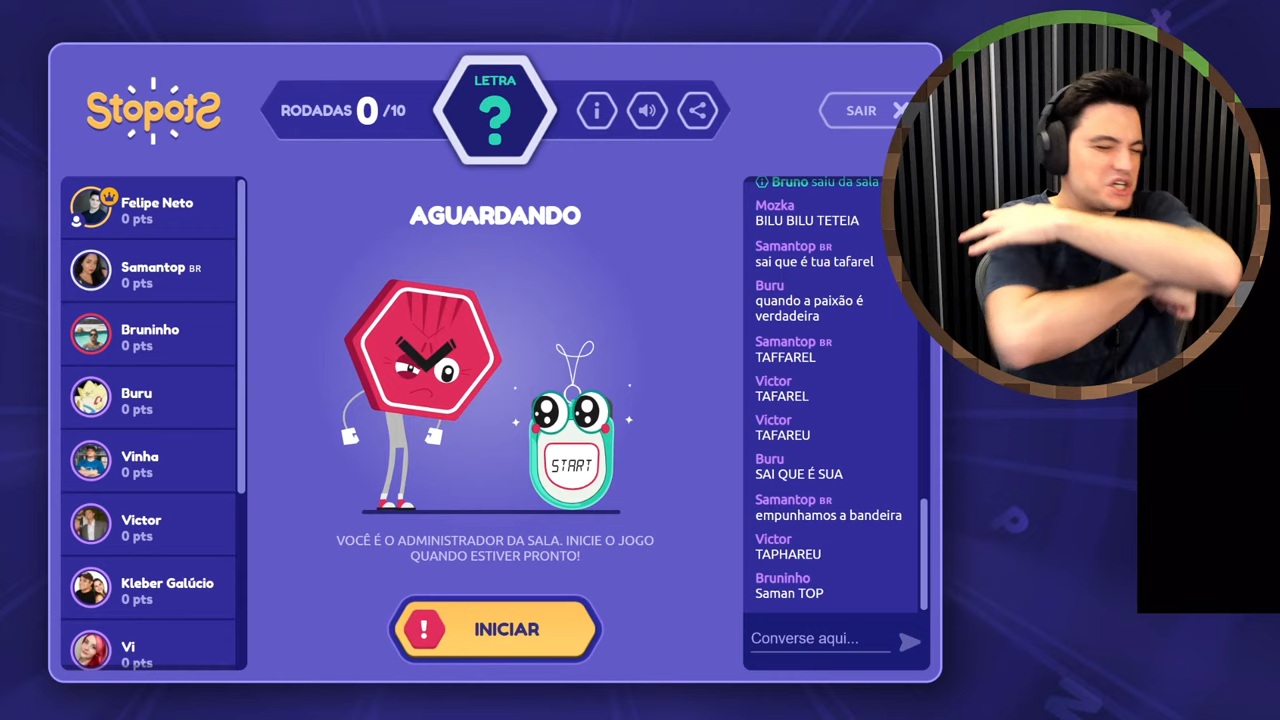 StopotS
RODADAS 0 /10
LETRA
?
i
SAIR X
Felipe Neto
0 pts
Samantop BR
0 pts
Bruninho
0 pts
Buru
0 pts
Vinha
0 pts
Victor
0 pts
Kleber Galúcio
0 pts
Vi
0 pts
AGUARDANDO
START
VOCÊ É O ADMINISTRADOR DA SALA. INICIE O JOGO
QUANDO ESTIVER PRONTO!
! INICIAR
Bruno saiu da sala
Mozka
BILU BILU TETEIA
Samantop BR
sai que é tua tafarel
Buru
quando a paixão é
verdadeira
Samantop BR
TAFFAREL
Victor
TAFAREL
Victor
TAFAREU
Buru
SAI QUE É SUA
Samantop BR
empunhamos a bandeira
Victor
TAPHAREU
Bruninho
Saman TOP
Converse aqui...